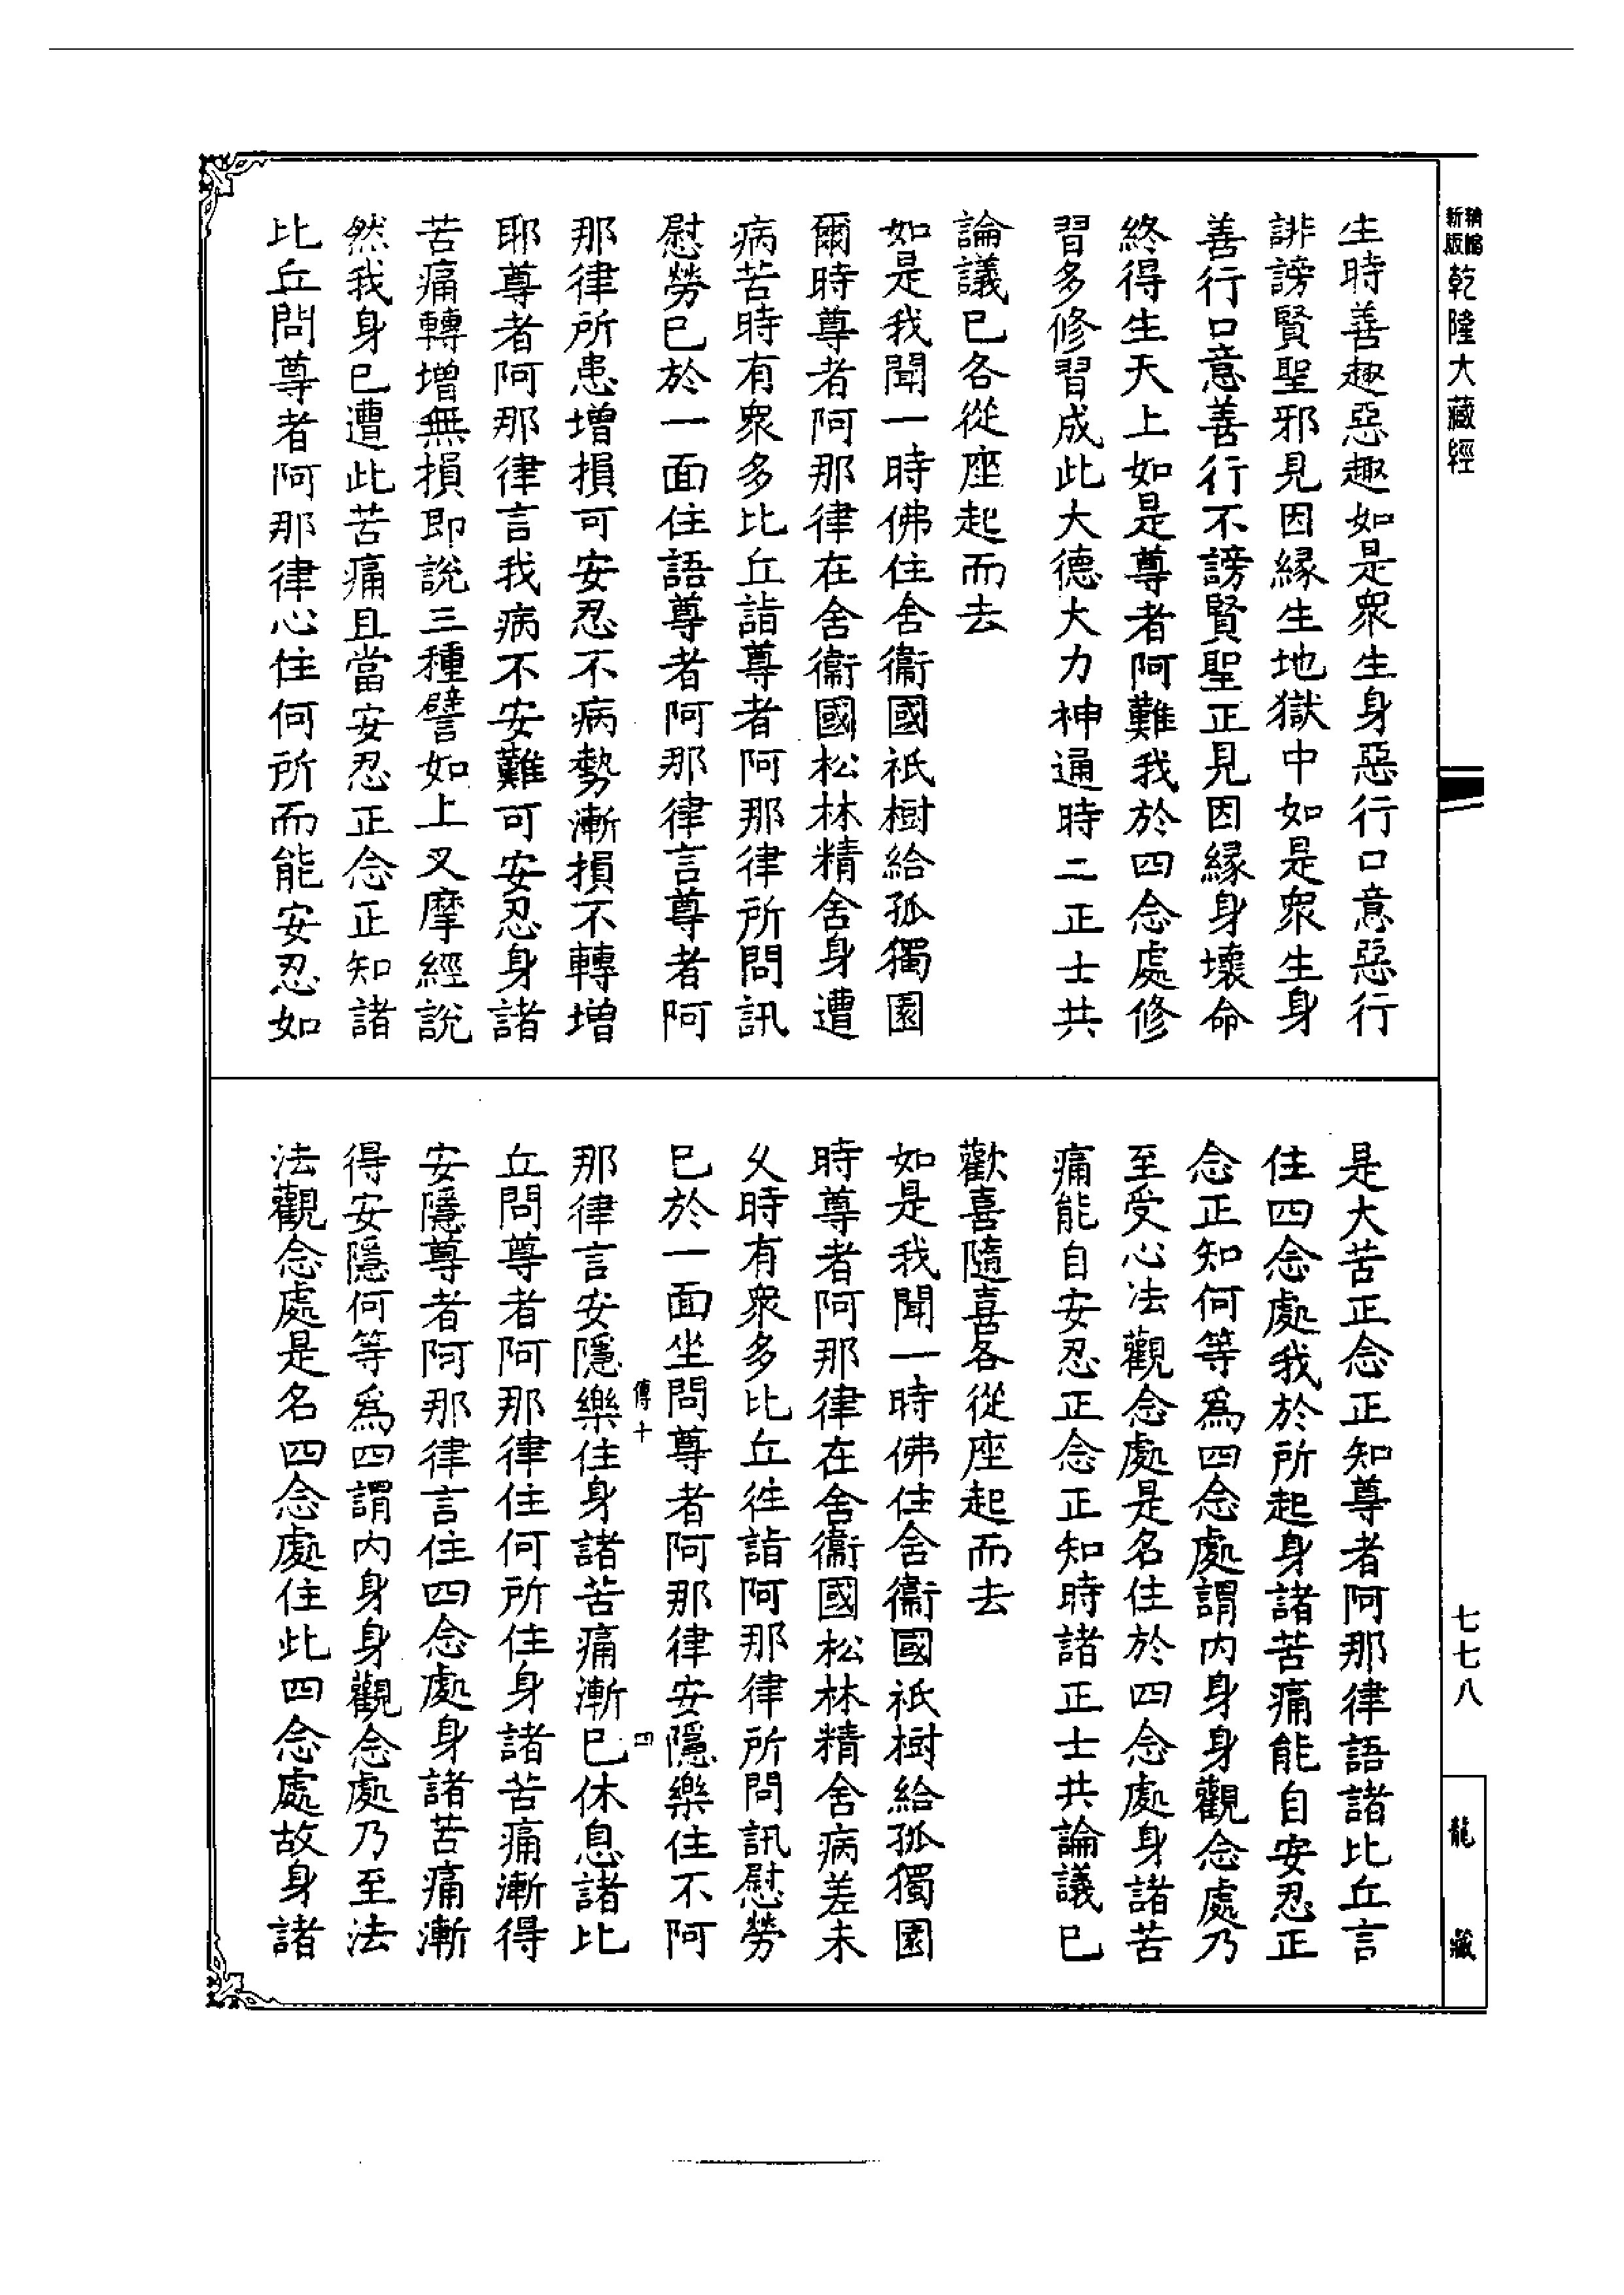 新版
精縮
乾隆大藏經
七七八
龍藏
生時善趣惡趣如是衆生身惡行口意惡行
誹謗賢聖邪見因緣生地獄中如是衆生身
善行口意善行不謗賢聖正見因緣身壞命
終得生天上如是尊者阿難我於四念處修
習多修習成此大德大力神通時二正士共
論議已各從座起而去
如是我聞一時佛住舍衞國祇樹給孤獨園
爾時尊者阿那律在舍衞國松林精舍身遭
病苦時有衆多比丘詣尊者阿那律所問訊
慰勞已於一面住語尊者阿那律言尊者阿
那律所患增損可安忍不病勢漸損不轉增
耶尊者阿那律言我病不安難可安忍身諸
苦痛轉增無損即說三種譬如上叉摩經說
然我身已遭此苦痛且當安忍正念正知諸
比丘問尊者阿那律心住何所而能安忍如
是大苦正念正知尊者阿那律語諸比丘言
住四念處我於所起身諸苦痛能自安忍正
念正知何等爲四念處謂內身身觀念處乃
至受心法觀念處是名住於四念處身諸苦
痛能自安忍正念正知時諸正士共論議已
歡喜隨喜各從座起而去
如是我聞一時佛住舍衞國祇樹給孤獨園
時尊者阿那律在舍衞國松林精舍病差未
久時有衆多比丘往詣阿那律所問訊慰勞
已於一面坐問尊者阿那律安隱樂住不阿
傳十
四
那律言安隱樂住身諸苦痛漸已休息諸比
丘問尊者阿那律住何所住身諸苦痛漸得
安隱尊者阿那律言住四念處身諸苦痛漸
得安隱何等爲四謂內身身觀念處乃至法
法觀念處是名四念處住此四念處故身諸